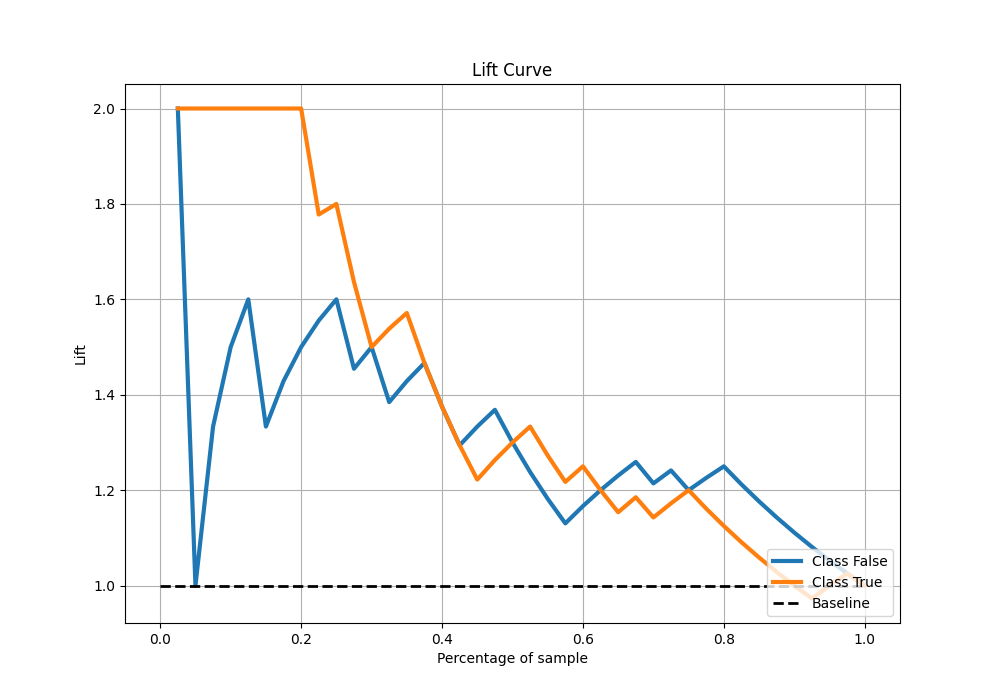 Lift Curve
Lift
2.0
1.8
1.6
1.4
1.2
1.0
0.0 0.2 0.4 0.6 0.8 1.0
Percentage of sample
Class False
Class True
Baseline